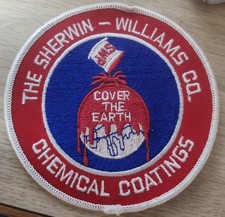 THE SHERWIN - WILLIAMS CO.
SWP
COVER
THE
EARTH
CHEMICAL COATINGS